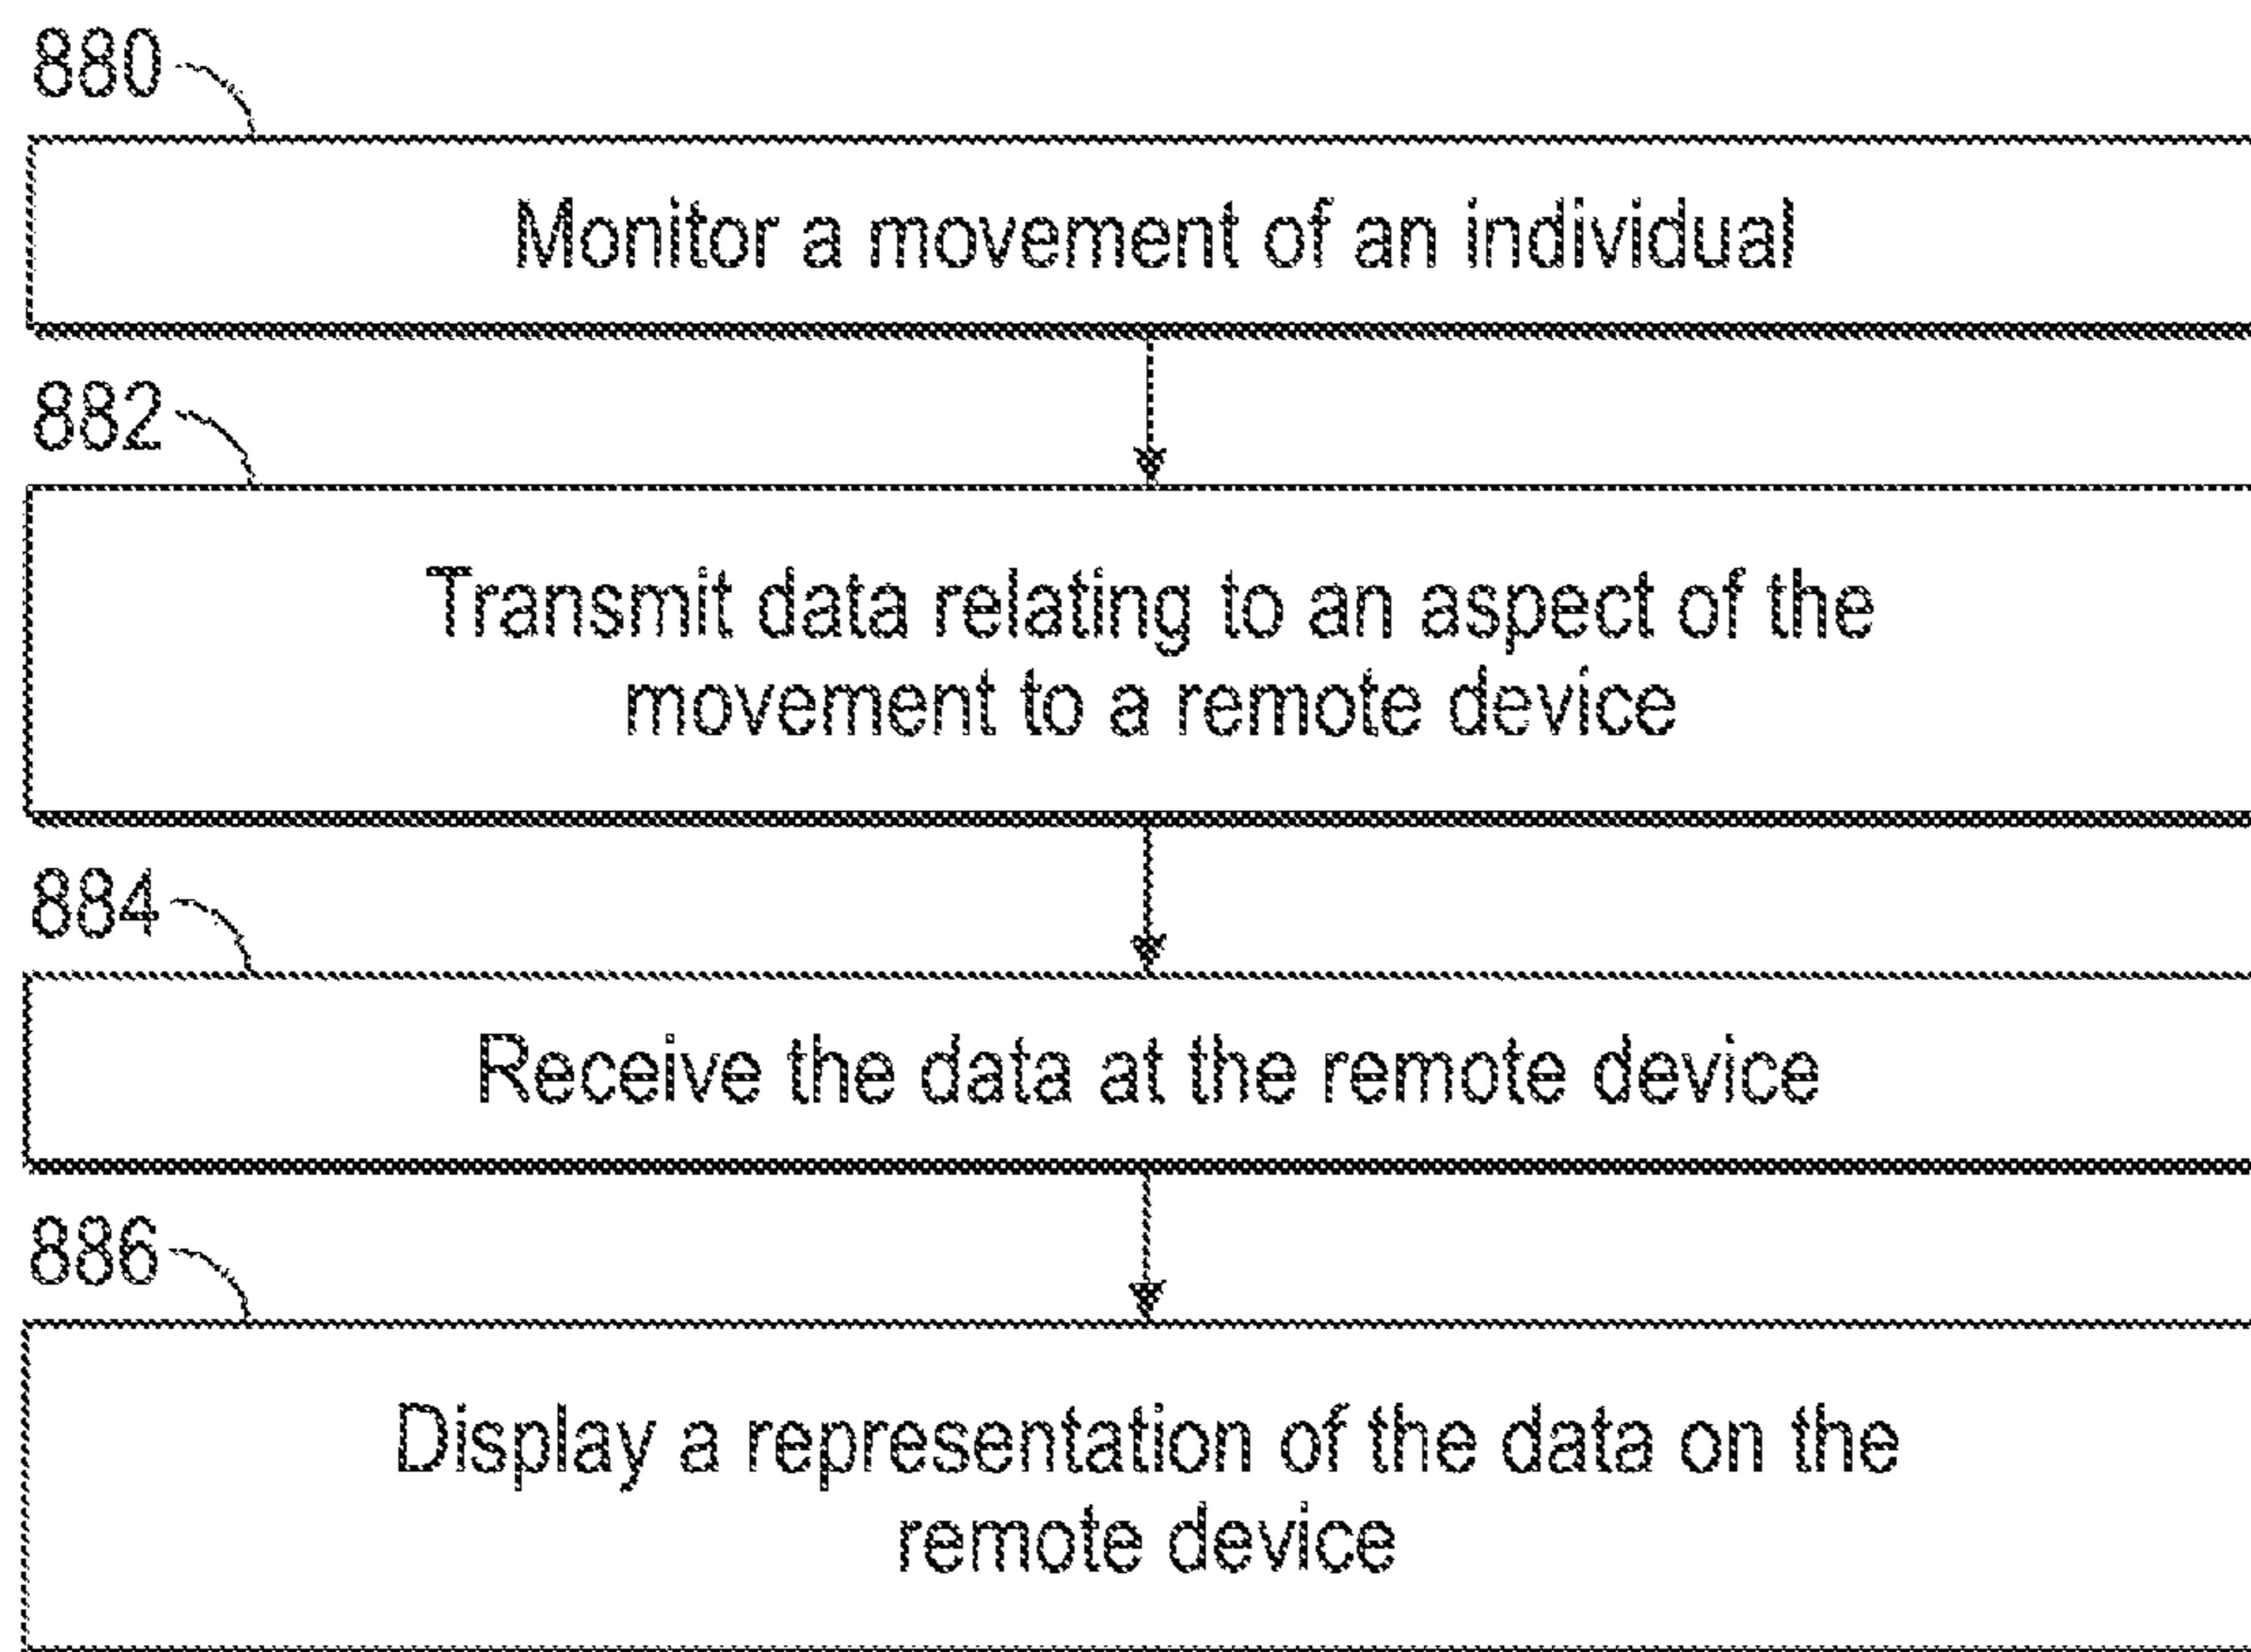 880
Monitor a movement of an individual
882
Transmit data relating to an aspect of the
movement to a remote device
884
Receive the data at the remote device
886
Display a representation of the data on the
remote device